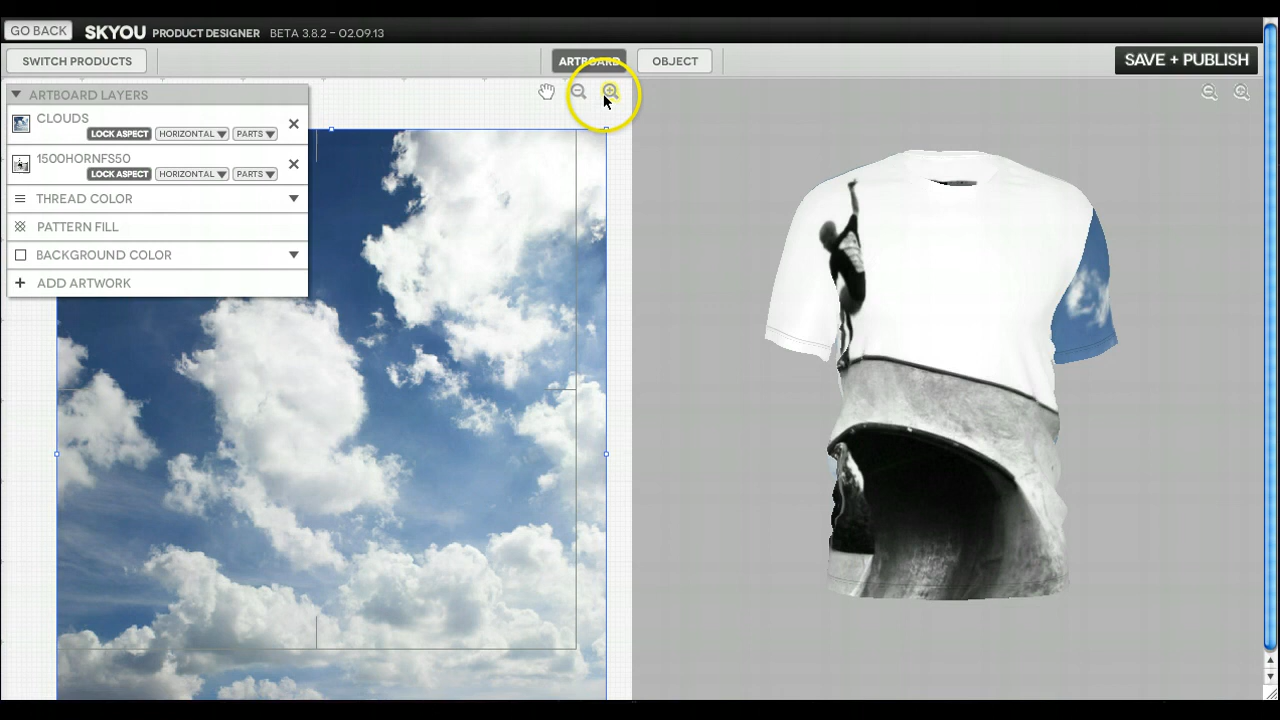 GO BACK SKYOU PRODUCT DESIGNER BETA 3.8.2 – 02.09.13
SWITCH PRODUCTS ARTBOARD OBJECT SAVE + PUBLISH
ARTBOARD LAYERS
CLOUDS
LOCK ASPECT HORIZONTAL PARTS
1500HORNFS50
LOCK ASPECT HORIZONTAL PARTS
THREAD COLOR
PATTERN FILL
BACKGROUND COLOR
ADD ARTWORK